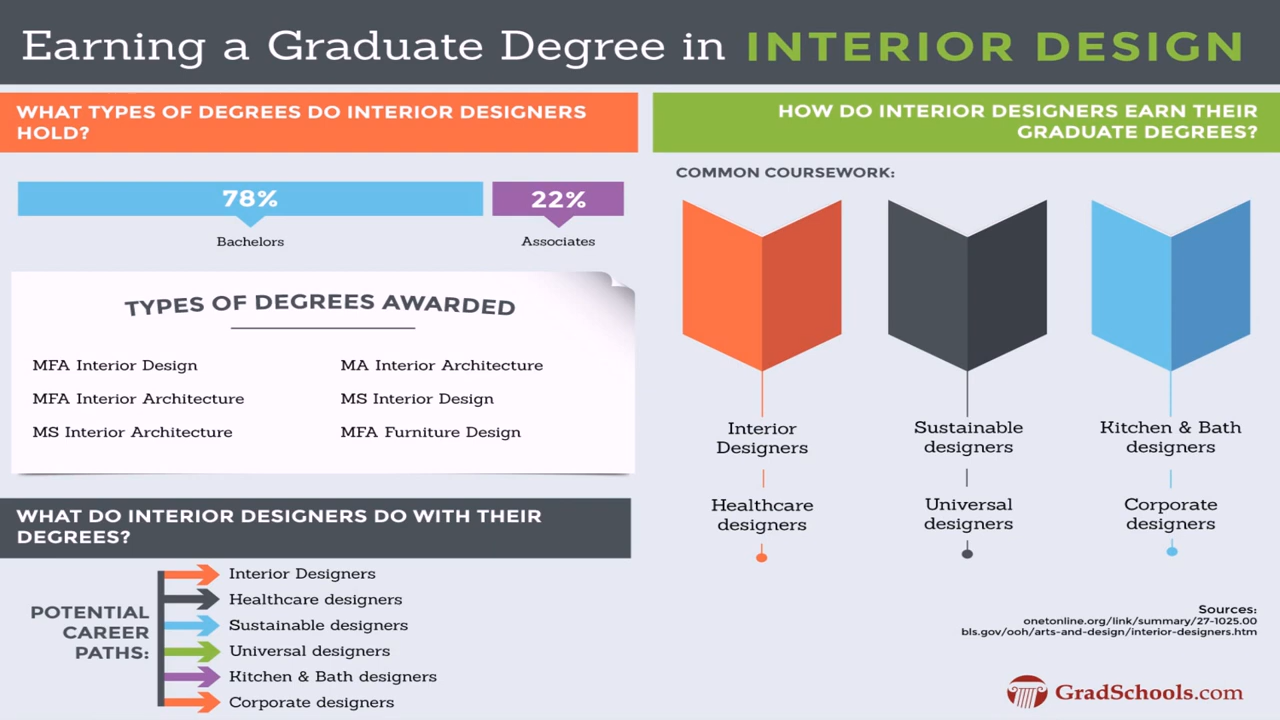 Earning a Graduate Degree in INTERIOR DESIGN
WHAT TYPES OF DEGREES DO INTERIOR DESIGNERS
HOLD?
78%
22%
Bachelors
Associates
TYPES OF DEGREES AWARDED
MFA Interior Design
MA Interior Architecture
MFA Interior Architecture
MS Interior Design
MS Interior Architecture
MFA Furniture Design
WHAT DO INTERIOR DESIGNERS DO WITH THEIR
DEGREES?
POTENTIAL
CAREER
PATHS:
Interior Designers
Healthcare designers
Sustainable designers
Universal designers
Kitchen & Bath designers
Corporate designers
HOW DO INTERIOR DESIGNERS EARN THEIR
GRADUATE DEGREES?
COMMON COURSEWORK:
Interior
Designers
Healthcare
designers
Sustainable
designers
Universal
designers
Kitchen & Bath
designers
Corporate
designers
Sources:
onetonline.org/link/summary/27-1025.00
bls.gov/ooh/arts-and-design/interior-designers.htm
GradSchools.com